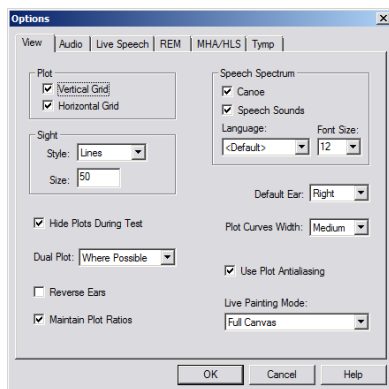 Options
View Audio Live Speech REM MHA/HLS Tymp
Plot
Vertical Grid
Horizontal Grid
Sight
Style: Lines
Size: 50
Hide Plots During Test
Dual Plot: Where Possible
Reverse Ears
Maintain Plot Ratios
Speech Spectrum
Canoe
Speech Sounds
Language: Font Size:
<Default> 12
Default Ear: Right
Plot Curves Width: Medium
Use Plot Antialiasing
Live Painting Mode:
Full Canvas
OK Cancel Help